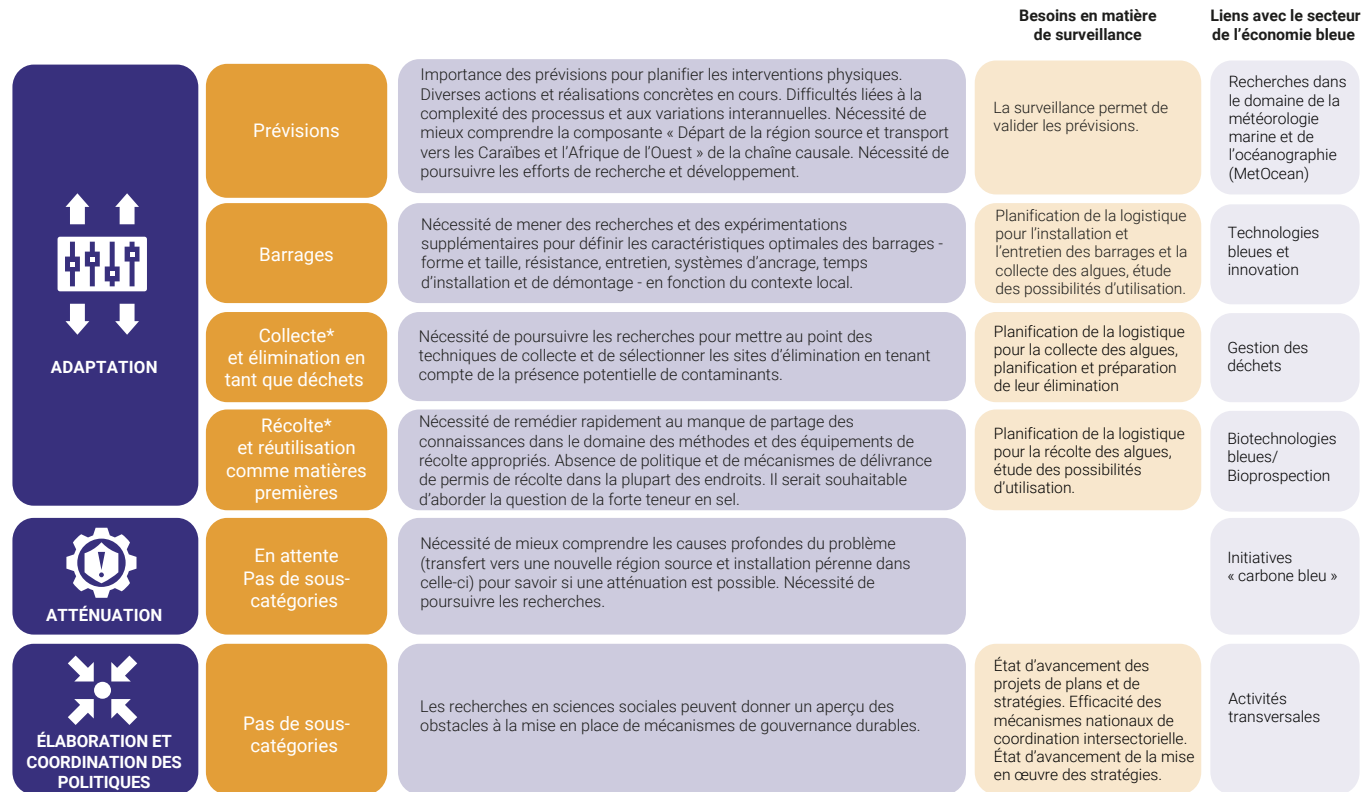 Besoins en matière
de surveillance
Liens avec le secteur
de l'économie bleue
ADAPTATION
Prévisions
Importance des prévisions pour planifier les interventions physiques.
Diverses actions et réalisations concrètes en cours. Difficultés liées à la
complexité des processus et aux variations interannuelles. Nécessité de
mieux comprendre la composante « Départ de la région source et transport
vers les Caraïbes et l'Afrique de l'Ouest » de la chaîne causale. Nécessité de
poursuivre les efforts de recherche et développement.
La surveillance permet de
valider les prévisions.
Recherches dans
le domaine de la
météorologie
marine et de
l'océanographie
(MetOcean)
Barrages
Nécessité de mener des recherches et des expérimentations
supplémentaires pour définir les caractéristiques optimales des barrages -
forme et taille, résistance, entretien, systèmes d'ancrage, temps
d'installation et de démontage - en fonction du contexte local.
Planification de la logistique
pour l'installation et
l'entretien des barrages et la
collecte des algues, étude
des possibilités d'utilisation.
Technologies
bleues et
innovation
Collecte*
et élimination en
tant que déchets
Nécessité de poursuivre les recherches pour mettre au point des
techniques de collecte et de sélectionner les sites d'élimination en tenant
compte de la présence potentielle de contaminants.
Planification de la logistique
pour la collecte des algues,
planification et préparation
de leur élimination
Gestion des
déchets
Récolte*
et réutilisation
comme matières
premières
Nécessité de remédier rapidement au manque de partage des
connaissances dans le domaine des méthodes et des équipements de
récolte appropriés. Absence de politique et de mécanismes de délivrance
de permis de récolte dans la plupart des endroits. Il serait souhaitable
d'aborder la question de la forte teneur en sel.
Planification de la logistique
pour la récolte des algues,
étude des possibilités
d'utilisation.
Biotechnologies
bleues/
Bioprospection
ATTÉNUATION
En attente
Pas de sous-
catégories
Nécessité de mieux comprendre les causes profondes du problème
(transfert vers une nouvelle région source et installation pérenne dans
celle-ci) pour savoir si une atténuation est possible. Nécessité de
poursuivre les recherches.
Initiatives
« carbone bleu »
ÉLABORATION ET
COORDINATION DES
POLITIQUES
Pas de sous-
catégories
Les recherches en sciences sociales peuvent donner un aperçu des
obstacles à la mise en place de mécanismes de gouvernance durables.
État d'avancement des
projets de plans et de
stratégies. Efficacité des
mécanismes nationaux de
coordination intersectorielle.
État d'avancement de la mise
en œuvre des stratégies.
Activités
transversales